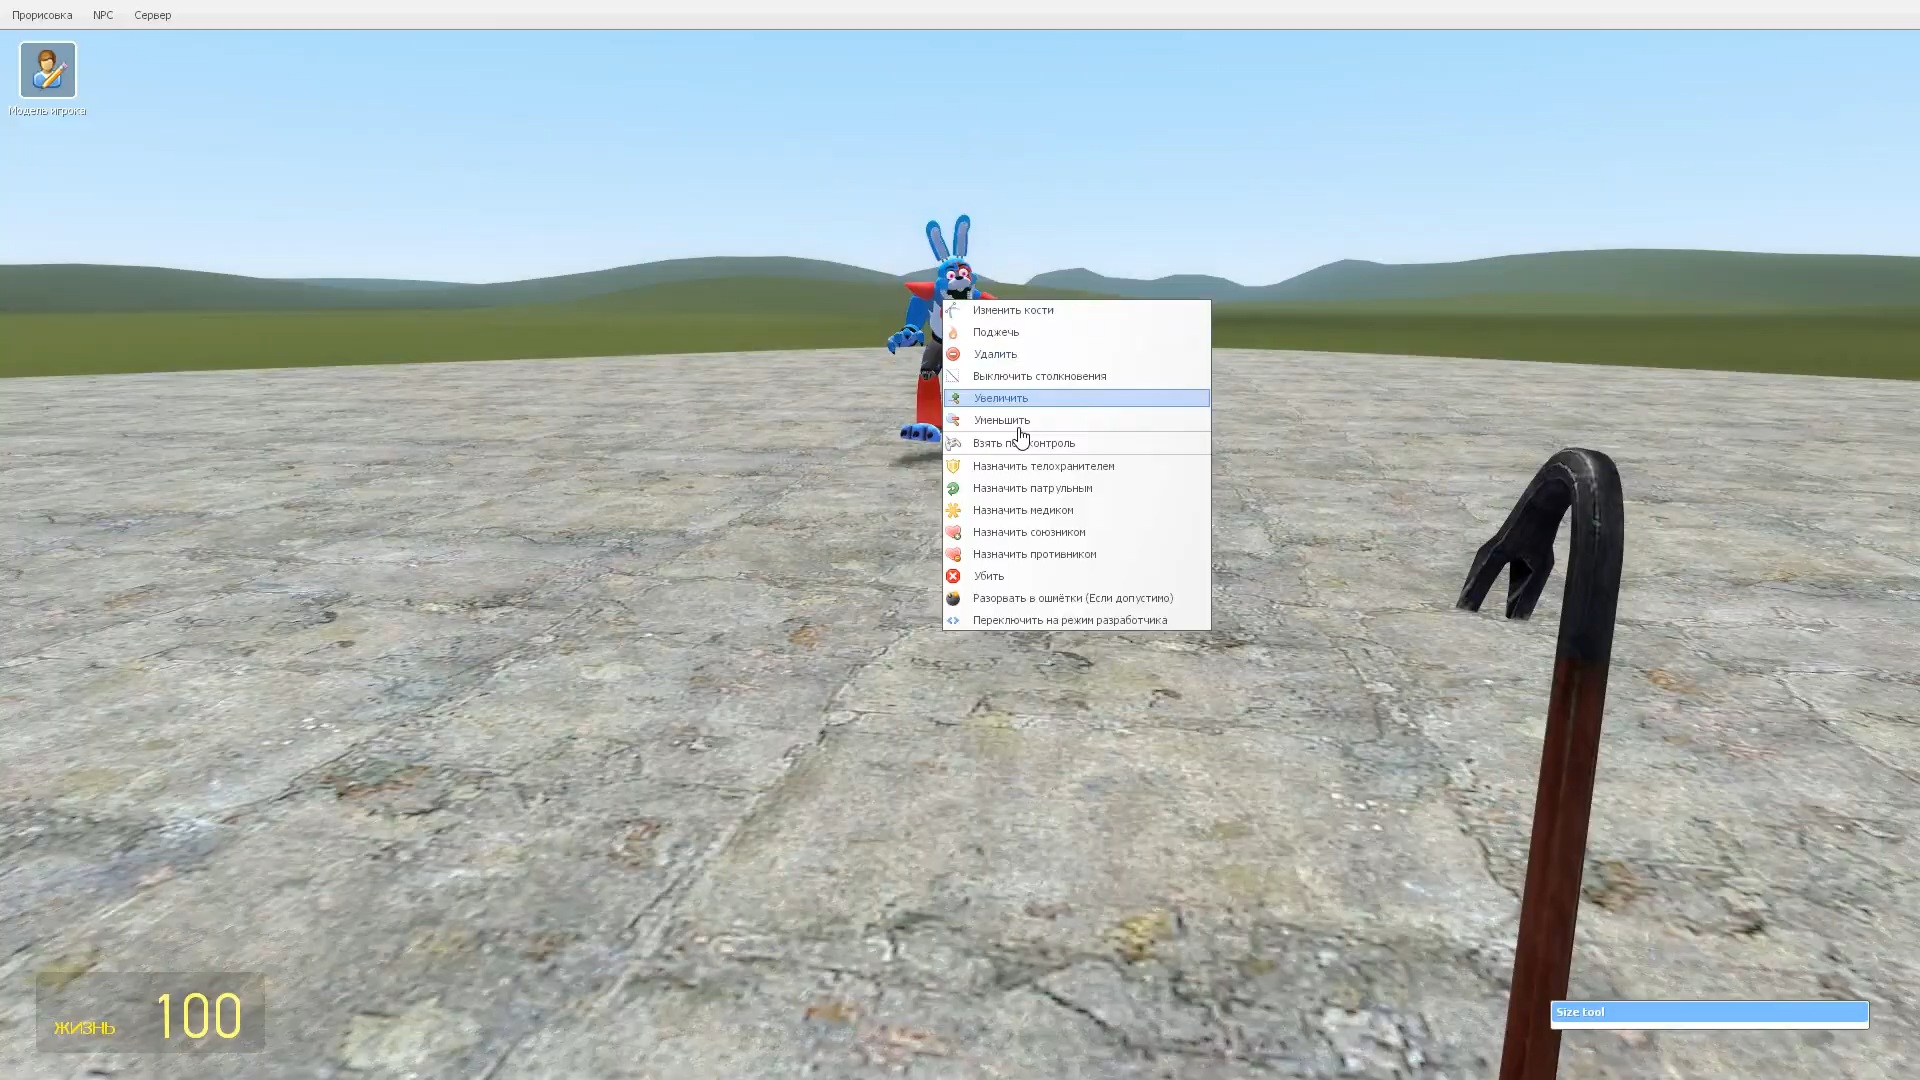 Прорисовка NPC Сервер
Модель игрока
Изменить кости
Поджечь
Удалить
Выключить столкновения
Увеличить
Уменьшить
Взять контроль
Назначить телохранителем
Назначить патрульным
Назначить медиком
Назначить союзником
Назначить противником
Убить
Разорвать в ошмётки (Если допустимо)
Переключить на режим разработчика
ЖИЗНЬ 100
Size tool